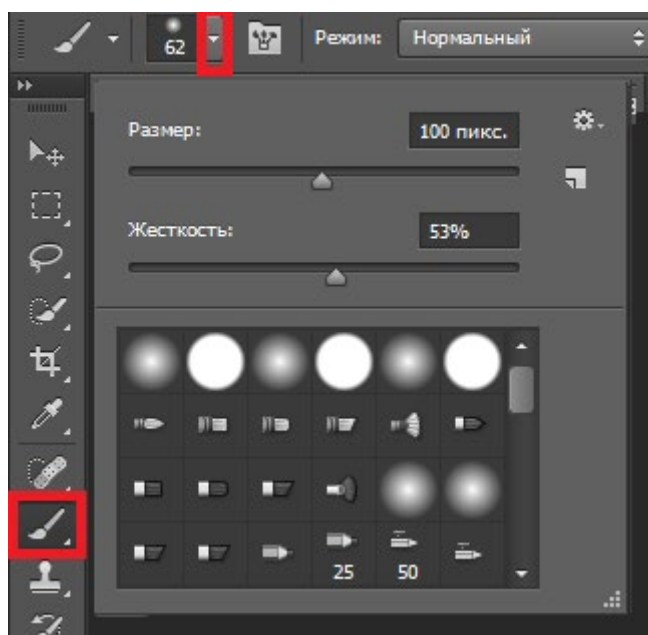 62 Режим: Нормальный
Размер: 100 пикс.
Жесткость: 53%
25 50